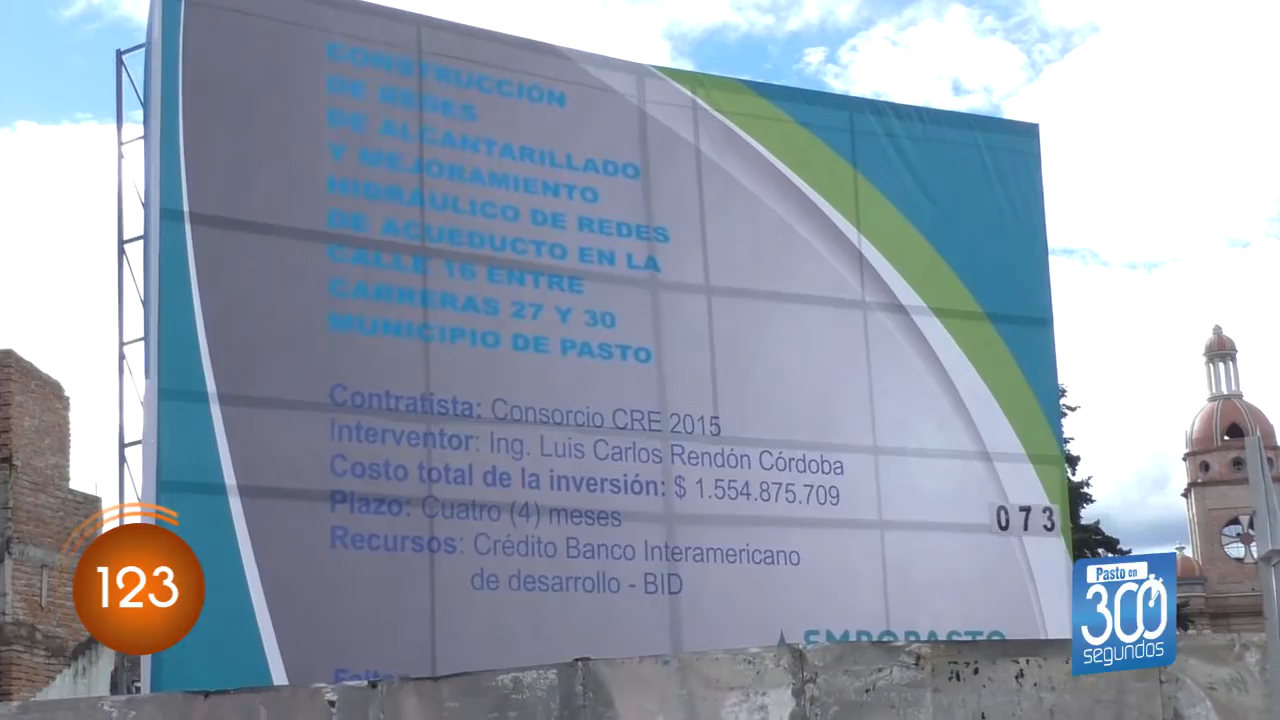 CONSTRUCCIÓN
DE REDES
DE ALCANTARILLADO
Y MEJORAMIENTO
HIDRAULICO DE REDES
DE ACUEDUCTO EN LA
CALLE 16 ENTRE
CARRERAS 27 Y 30
MUNICIPIO DE PASTO
Contratista: Consorcio CRE 2015
Interventor: Ing. Luis Carlos Rendón Córdoba
Costo total de la inversión: $ 1.554.875.709
Plazo: Cuatro (4) meses
Recursos: Crédito Banco Interamericano
de desarrollo - BID
073
EMPOPASTO
123
Pasto en
300
segundos